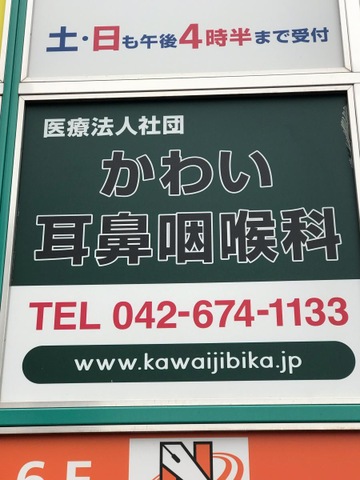 土・日も午後4時半まで受付
医療法人社団
かわい
耳鼻咽喉科
TEL 042-674-1133
www.kawaijibika.jp
6F N